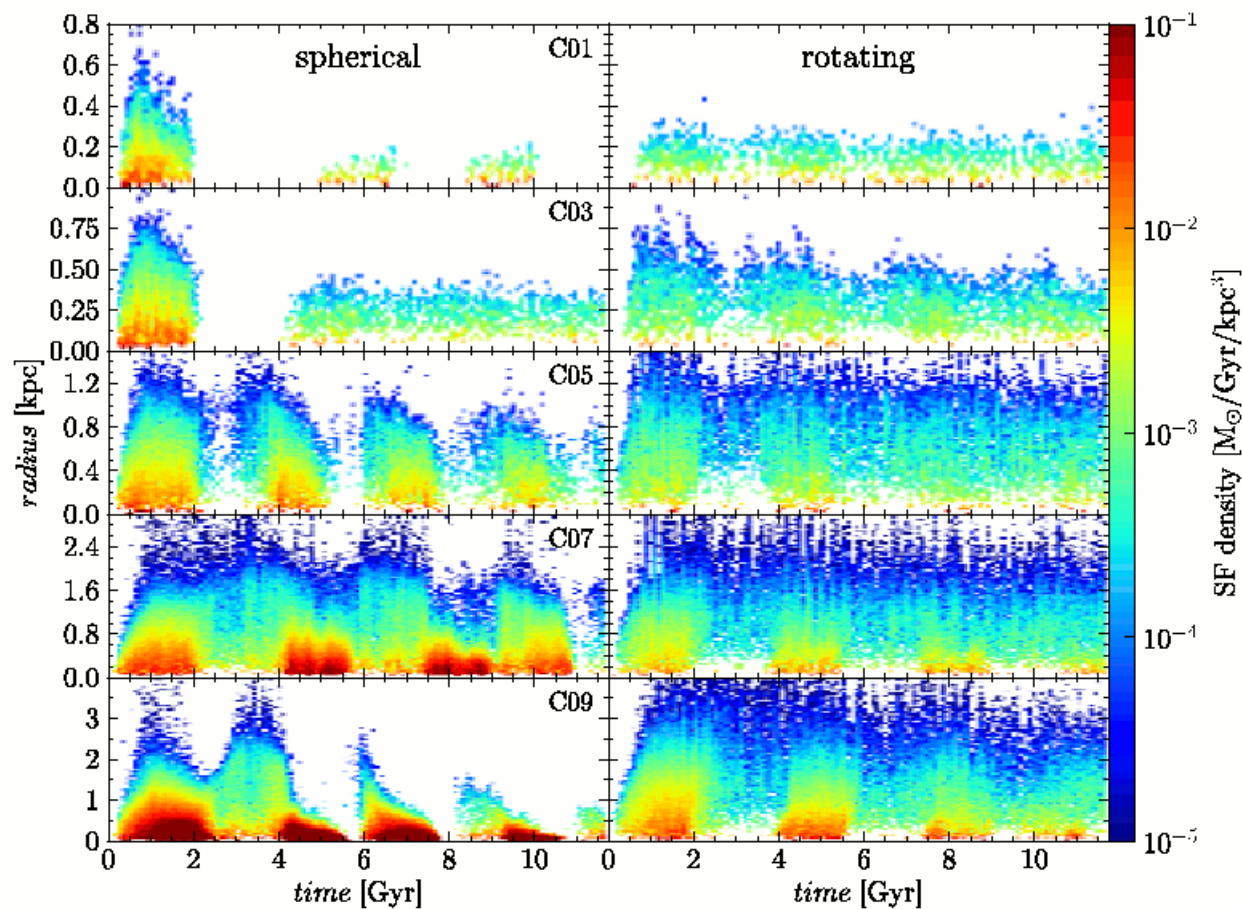 spherical
C01
rotating
0.8
0.6
0.4
0.2
0.0
C03
0.75
0.50
0.25
0.00
C05
1.2
0.8
0.4
0.0
C07
2.4
1.6
0.8
0.0
C09
3
2
1
0
radius [kpc]
0 2 4 6 8 10
0 2 4 6 8 10
time [Gyr]
time [Gyr]
10⁻¹
10⁻²
10⁻³
10⁻⁴
10⁻⁵
SF density [M⊙/Gyr/kpc³]